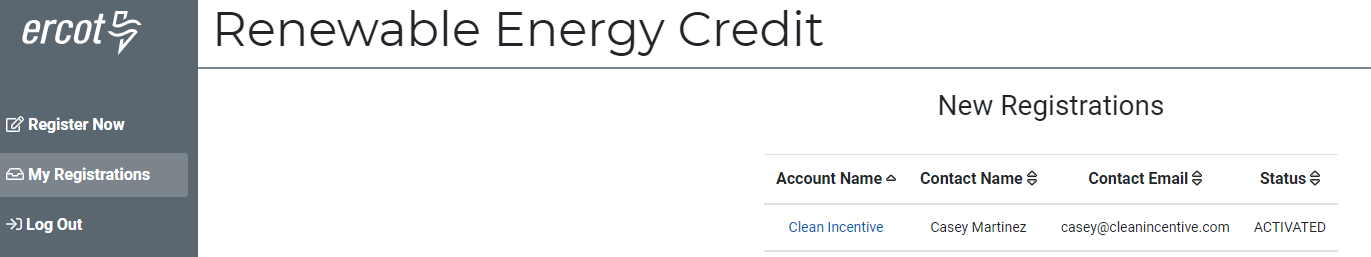 ercot
Renewable Energy Credit
Register Now
My Registrations
Log Out
New Registrations
Account Name Contact Name Contact Email Status
Clean Incentive Casey Martinez casey@cleanincentive.com ACTIVATED